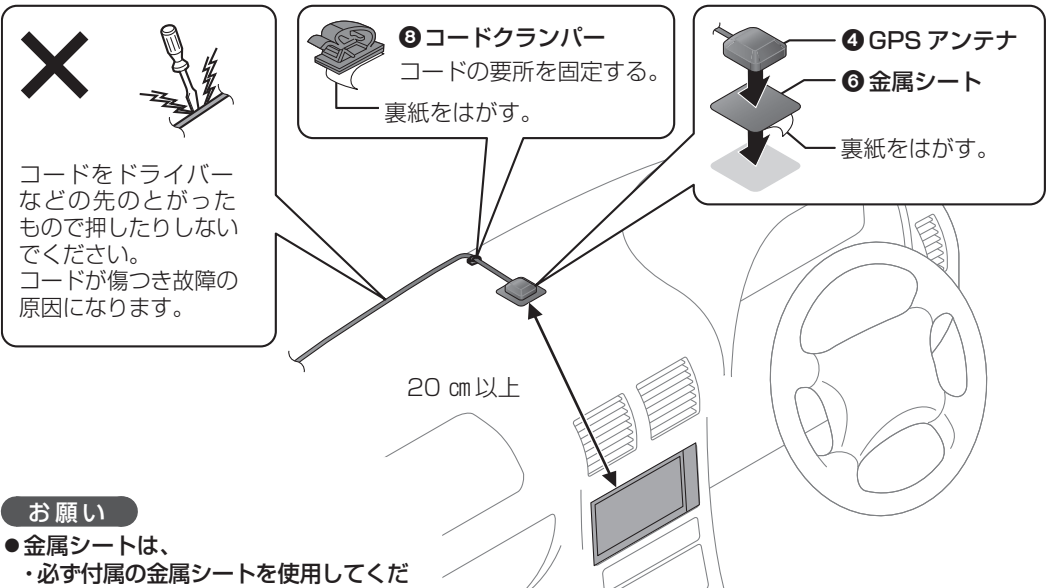 コードをドライバー
などの先のとがった
もので押したりしない
でください。
コードが傷つき故障の
原因になります。
❽コードクランパー
コードの要所を固定する。
裏紙をはがす。
❹GPS アンテナ
❻金属シート
裏紙をはがす。
20 ㎝以上
お願い
●金属シートは、
・必ず付属の金属シートを使用してくだ